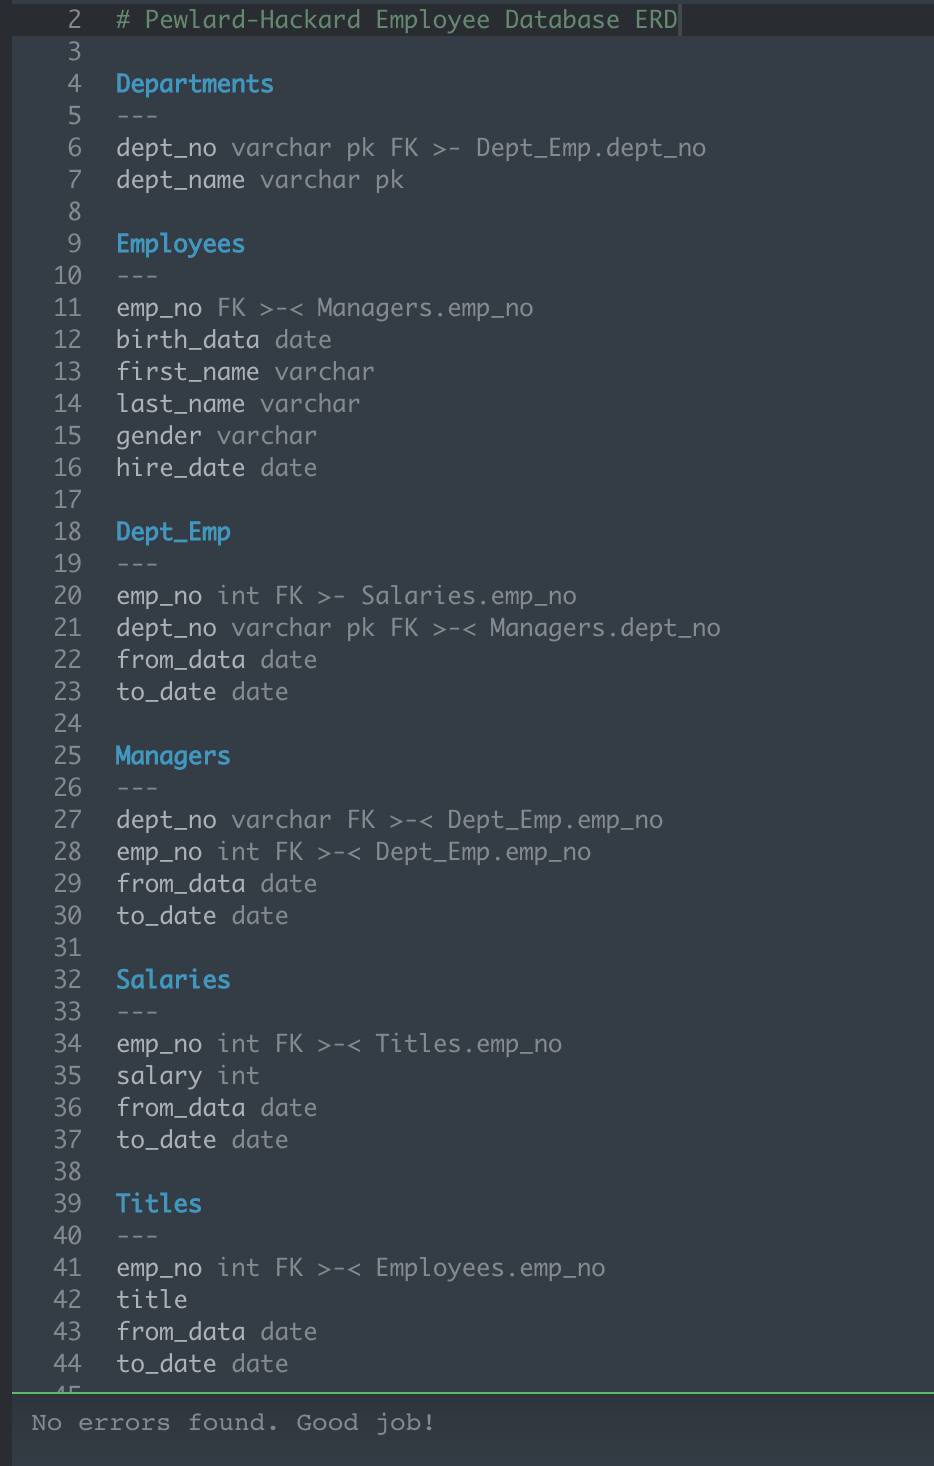 2 # Pewlard-Hackard Employee Database ERD
3
4 Departments
5 ---
6 dept_no varchar pk FK >- Dept_Emp.dept_no
7 dept_name varchar pk
8
9 Employees
10 ---
11 emp_no FK >-< Managers.emp_no
12 birth_data date
13 first_name varchar
14 last_name varchar
15 gender varchar
16 hire_date date
17
18 Dept_Emp
19 ---
20 emp_no int FK >- Salaries.emp_no
21 dept_no varchar pk FK >-< Managers.dept_no
22 from_data date
23 to_date date
24
25 Managers
26 ---
27 dept_no varchar FK >-< Dept_Emp.emp_no
28 emp_no int FK >-< Dept_Emp.emp_no
29 from_data date
30 to_date date
31
32 Salaries
33 ---
34 emp_no int FK >-< Titles.emp_no
35 salary int
36 from_data date
37 to_date date
38
39 Titles
40 ---
41 emp_no int FK >-< Employees.emp_no
42 title
43 from_data date
44 to_date date
45
No errors found. Good job!